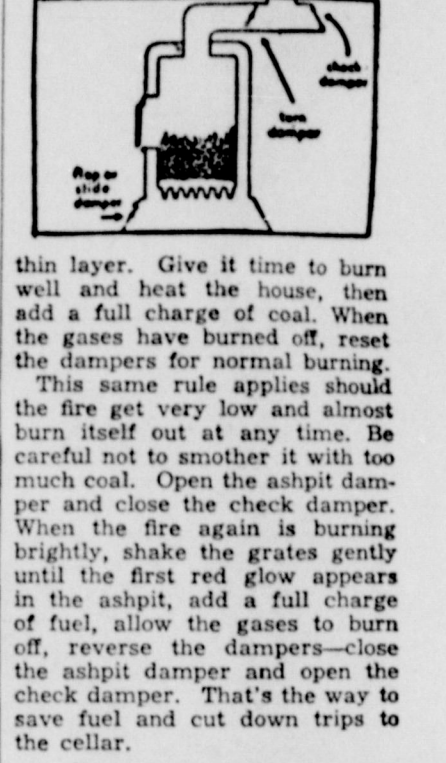 check
damper
turn
damper
flap or
slide
damper
thin layer. Give it time to burn
well and heat the house, then
add a full charge of coal. When
the gases have burned off, reset
the dampers for normal burning.
This same rule applies should
the fire get very low and almost
burn itself out at any time. Be
careful not to smother it with too
much coal. Open the ashpit dam-
per and close the check damper.
When the fire again is burning
brightly, shake the grates gently
until the first red glow appears
in the ashpit, add a full charge
of fuel, allow the gases to burn
off, reverse the dampers—close
the ashpit damper and open the
check damper. That's the way to
save fuel and cut down trips to
the cellar.